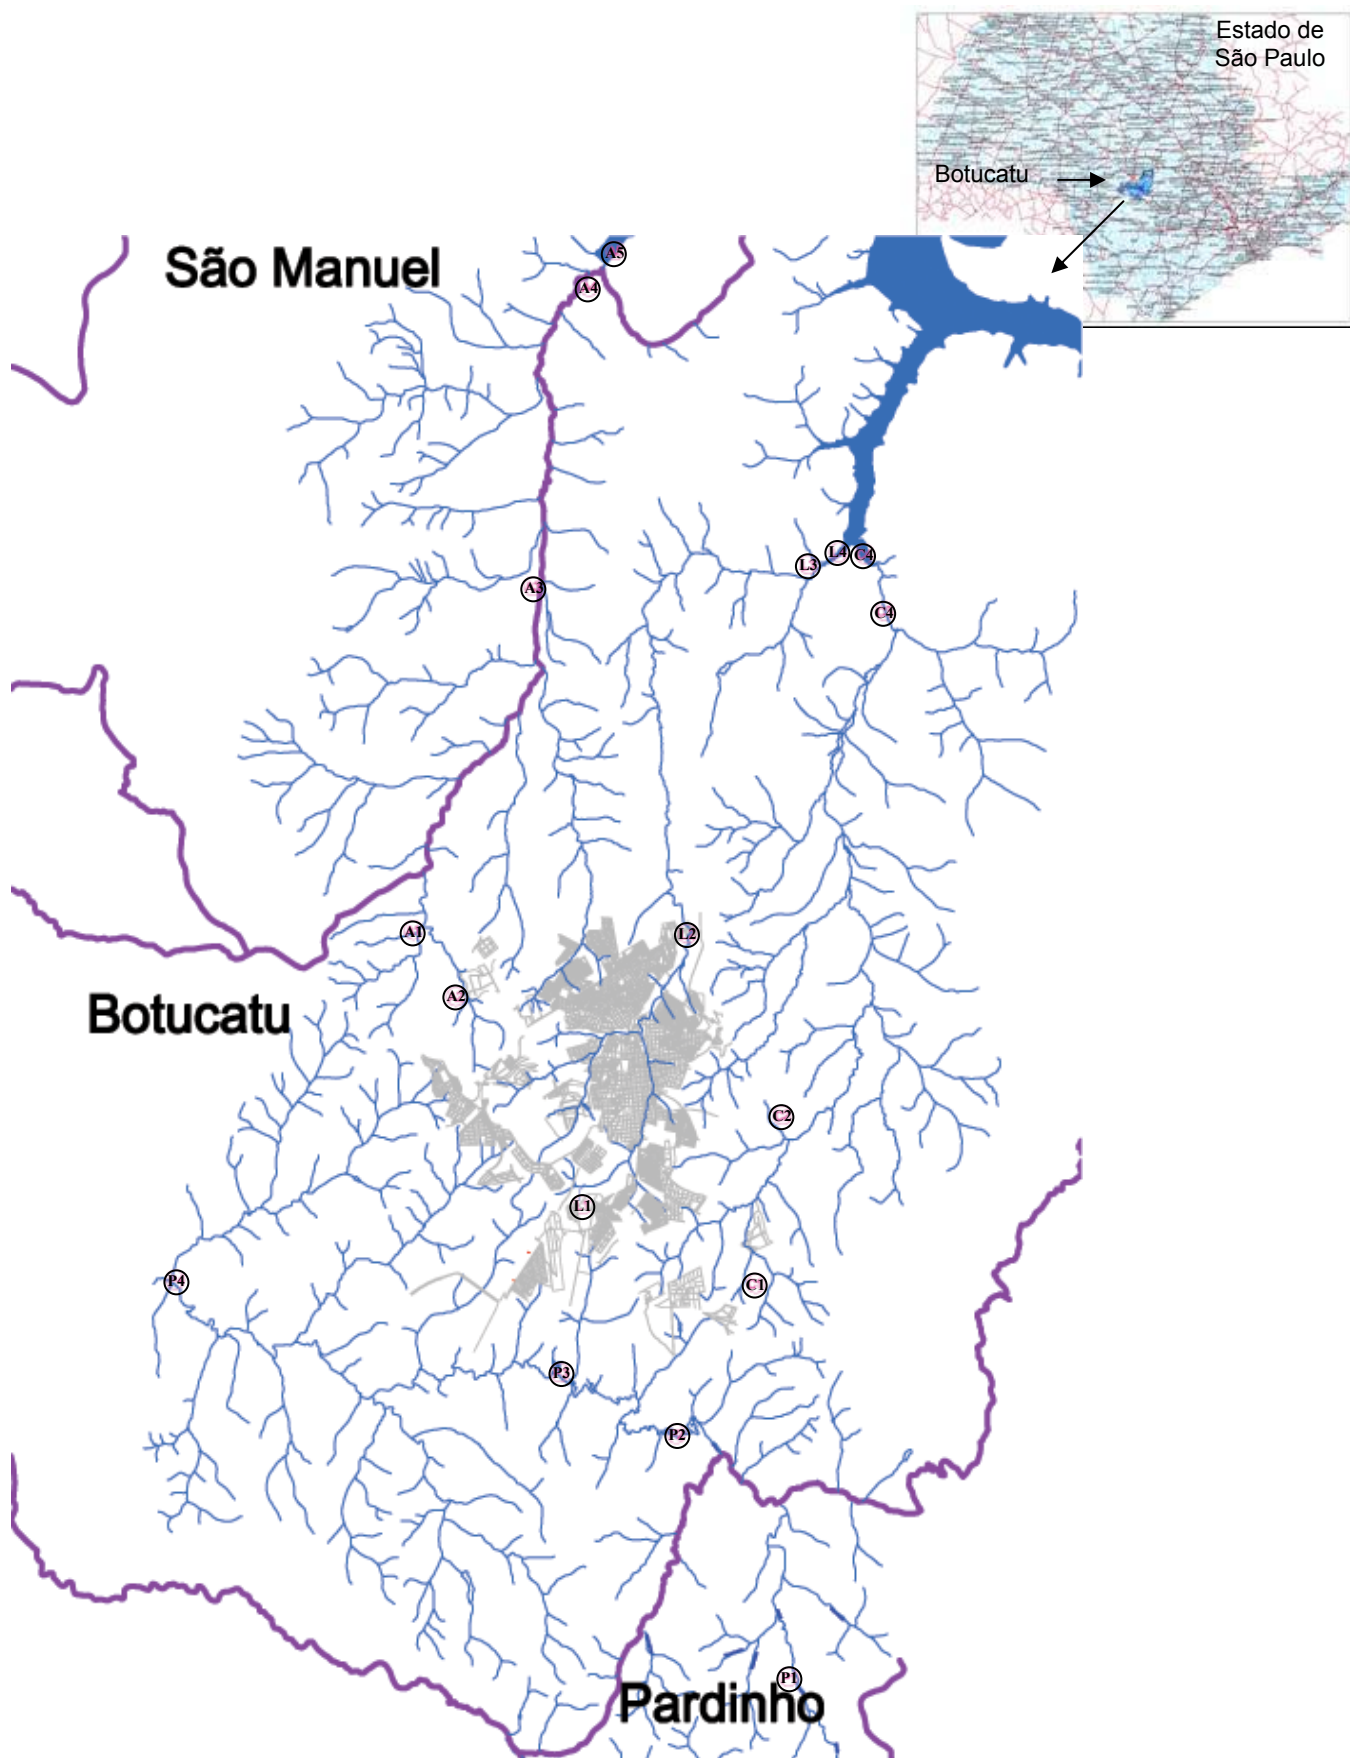 Estado de
São Paulo
Botucatu
São Manuel
A5
A4
L4
C4
L3
A3
C4
A1
L2
A2
Botucatu
C2
L1
P4
C1
P3
P2
P1
Pardinho